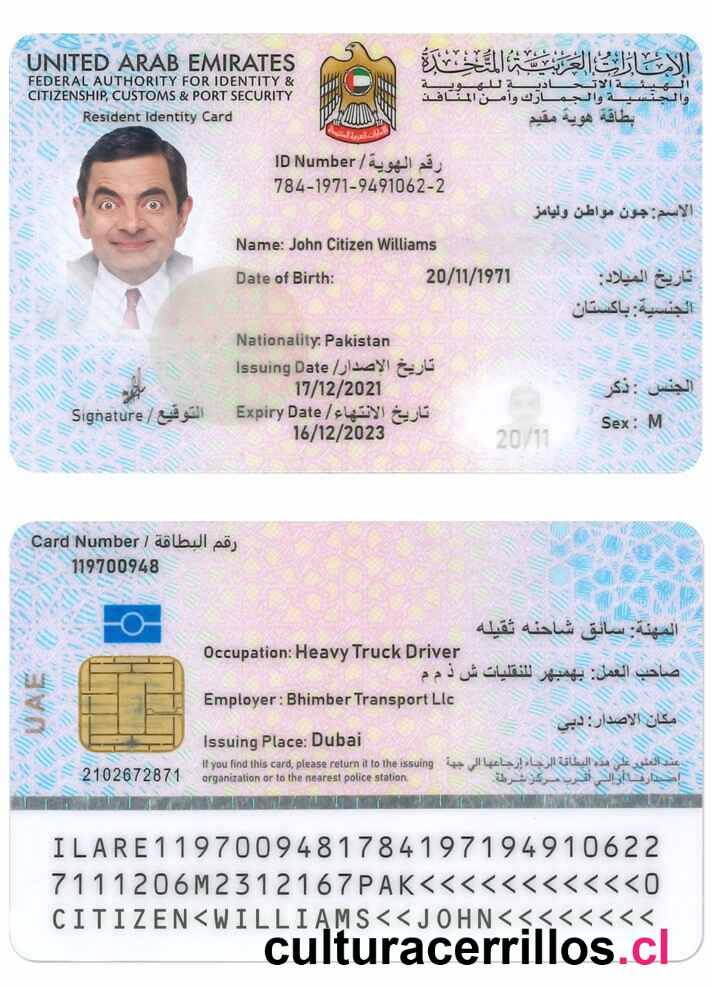 UNITED ARAB EMIRATES
FEDERAL AUTHORITY FOR IDENTITY &
CITIZENSHIP, CUSTOMS & PORT SECURITY
Resident Identity Card
الإمارات العربية المتحدة
الهيئة الاتحادية للهوية
والجنسية والجمارك وأمن المنافذ
بطاقة هوية مقيم
ID Number / رقم الهوية
784-1971-9491062-2
الاسم: جون مواطن وليامز
Name: John Citizen Williams
Date of Birth: 20/11/1971 تاريخ الميلاد:
الجنسية: باكستان
Nationality: Pakistan
Issuing Date / تاريخ الاصدار
17/12/2021
الجنس : ذكر
Signature / التوقيع
Expiry Date / تاريخ الانتهاء
16/12/2023
Sex: M
20/11
Card Number / رقم البطاقة
119700948
المهنة: سائق شاحنه ثقيله
Occupation: Heavy Truck Driver
صاحب العمل: بهمبهر للنقليات ش ذ م م
Employer: Bhimber Transport Llc
مكان الاصدار: دبي
Issuing Place: Dubai
UAE
2102672871
If you find this card, please return it to the issuing
organization or to the nearest police station.
عند العثور على هذه البطاقة الرجاء إرجاعها الي جهة
اصدارها أو إلى أقرب مركز شرطة.
ILARE1197009481784197194910622
7111206M2312167PAK<<<<<<<<<<<0
CITIZEN<WILLIAMS<<JOHN<<<<<<<<
culturacerrillos.cl